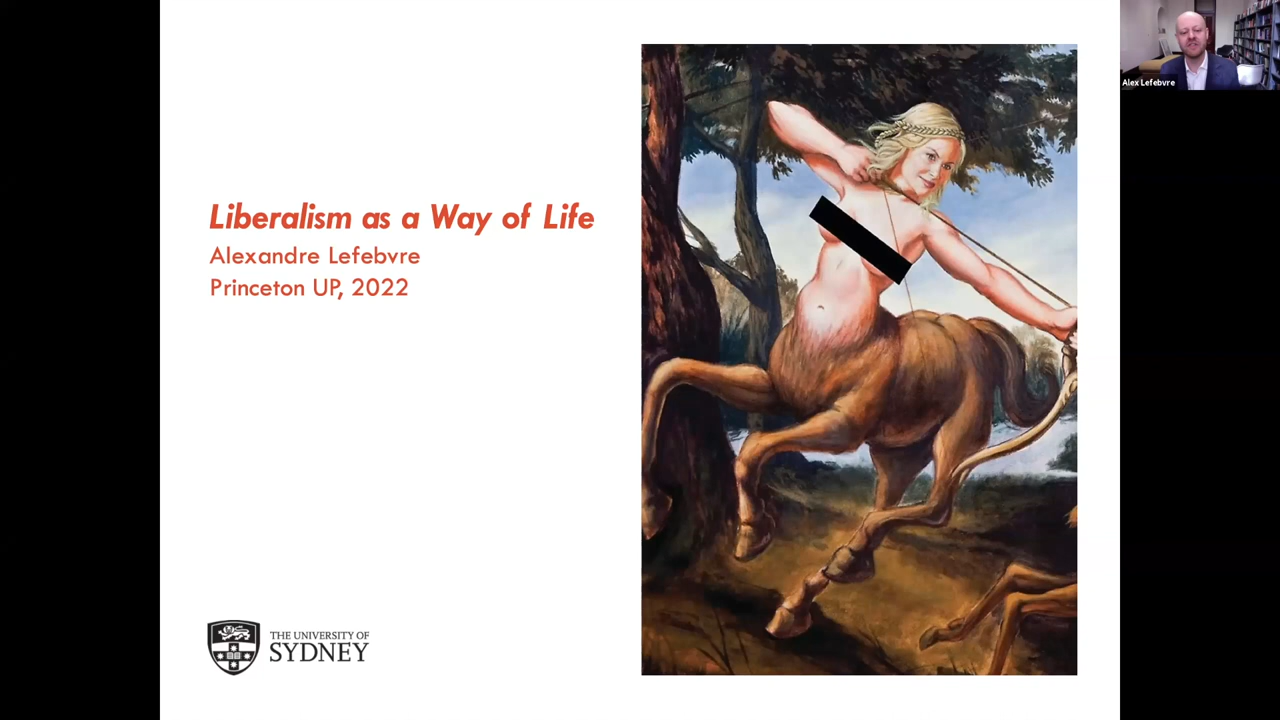 Liberalism as a Way of Life
Alexandre Lefebvre
Princeton UP, 2022
THE UNIVERSITY OF
SYDNEY
Alex Lefebvre